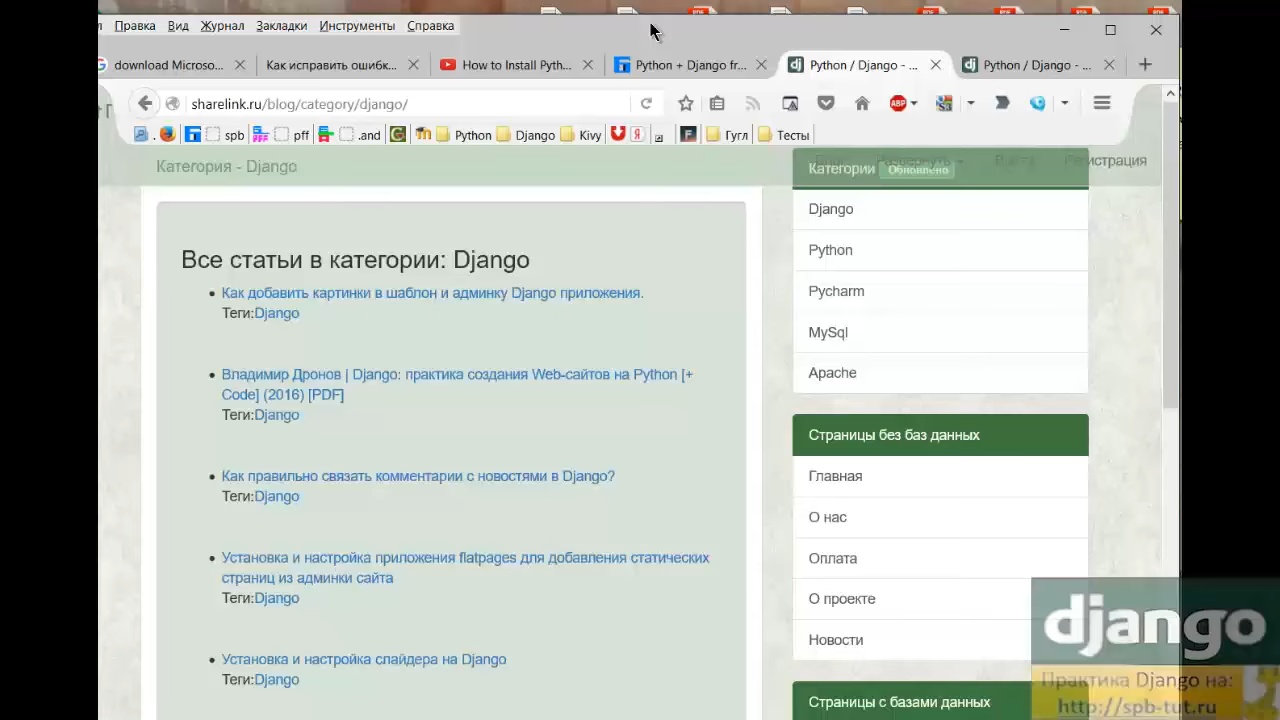 Правка Вид Журнал Закладки Инструменты Справка
download Microso... Как исправить ошибк... How to Install Pyth... Python + Django fr... Python / Django - ... Python / Django - ...
sharelink.ru/blog/category/django/
ABP
. spb pff .and Python Django Kivy Я F Гугл Тесты
Категория - Django
Регистрация
Категории Обновлено
Django
Python
Pycharm
MySql
Apache
Все статьи в категории: Django
Как добавить картинки в шаблон и админку Django приложения.
Теги:Django
Владимир Дронов | Django: практика создания Web-сайтов на Python [+
Code] (2016) [PDF]
Теги:Django
Как правильно связать комментарии с новостями в Django?
Теги:Django
Установка и настройка приложения flatpages для добавления статических
страниц из админки сайта
Теги:Django
Установка и настройка слайдера на Django
Теги:Django
Страницы без баз данных
Главная
О нас
Оплата
О проекте
Новости
Страницы с базами данных
django
Практика Django на:
http://spb-tut.ru